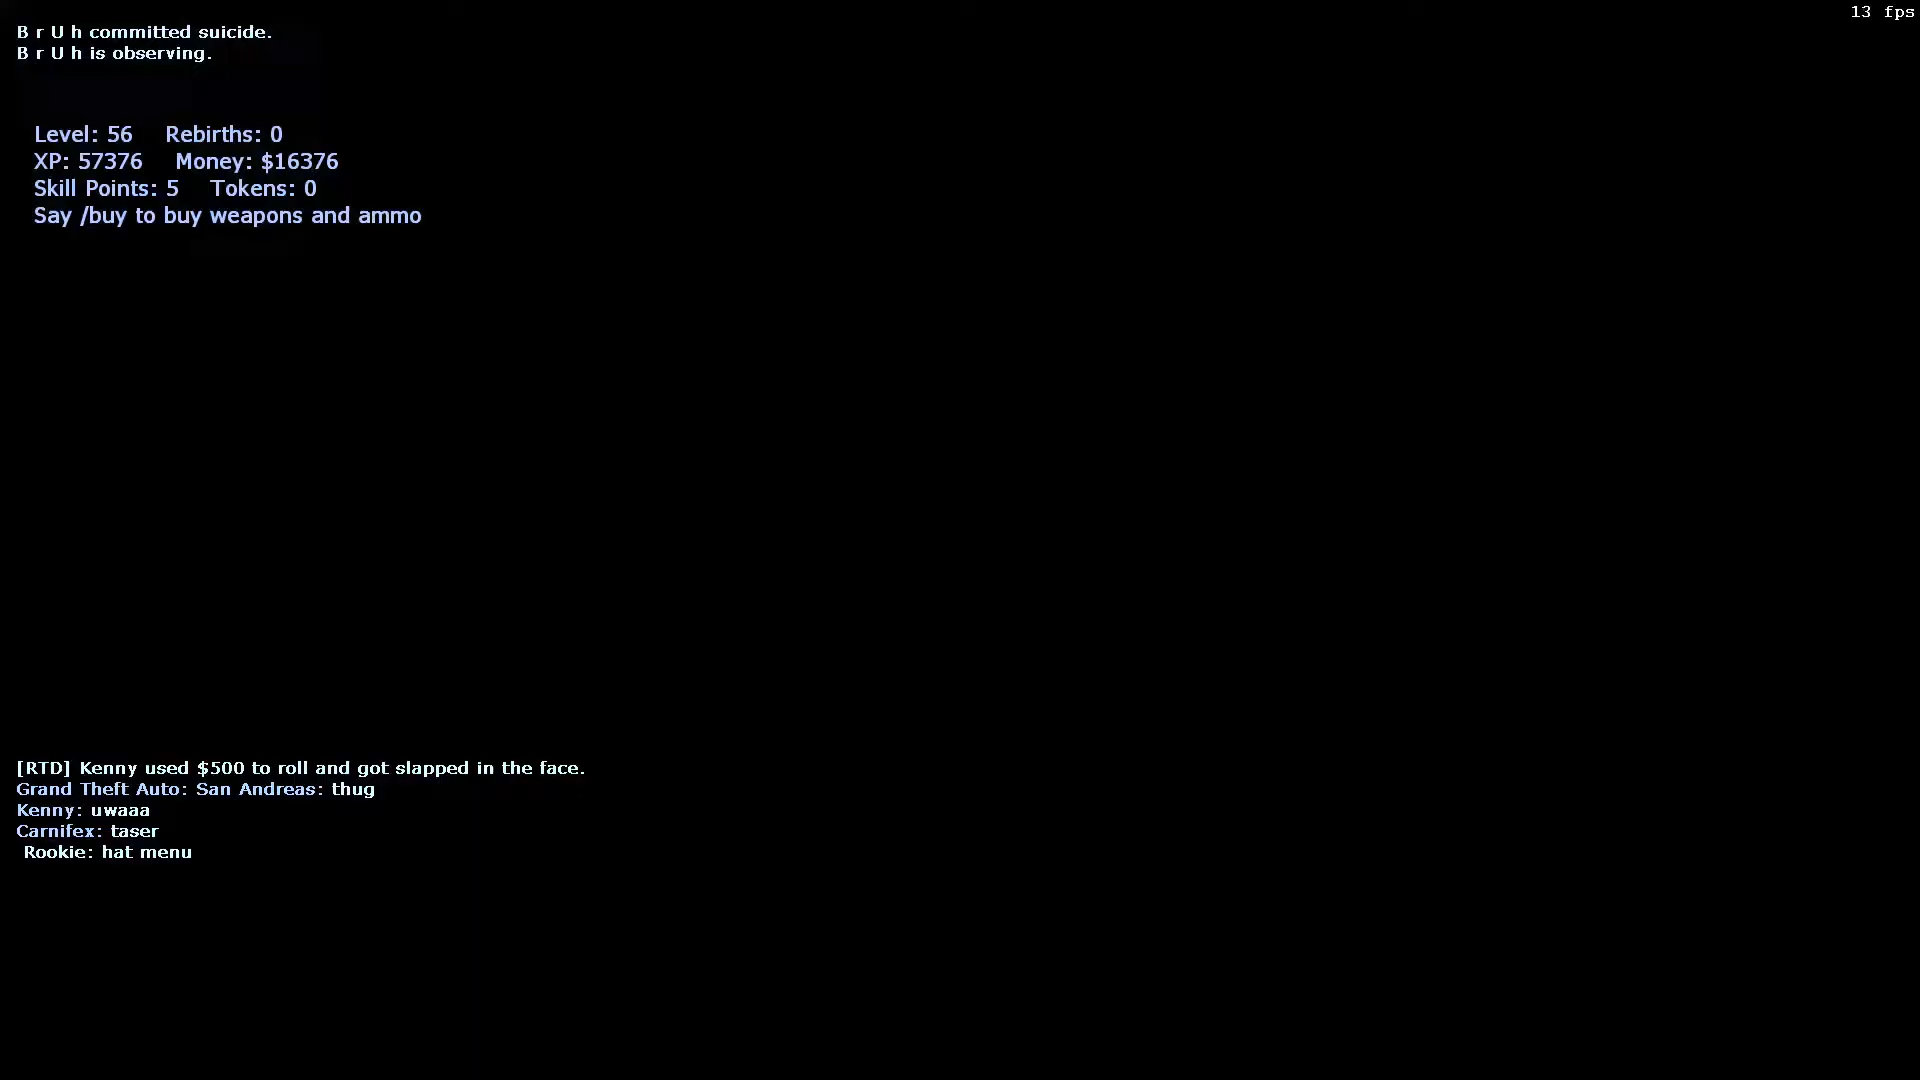 13 fps
B r U h committed suicide.
B r U h is observing.
Level: 56 Rebirths: 0
XP: 57376 Money: $16376
Skill Points: 5 Tokens: 0
Say /buy to buy weapons and ammo
[RTD] Kenny used $500 to roll and got slapped in the face.
Grand Theft Auto: San Andreas: thug
Kenny: uwaaa
Carnifex: taser
Rookie: hat menu